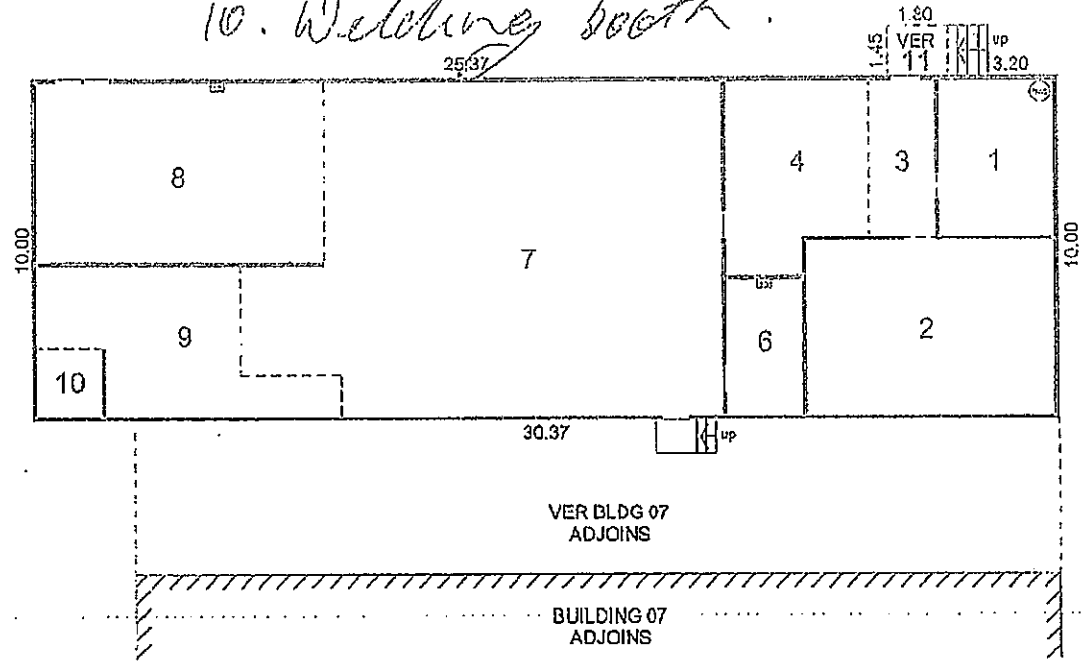 10. Welding booth.
1.80
1.45
VER
11
up
3.20
25.37
8
4
3
1
10.00
7
10.00
9
6
2
10
30.37
up
VER BLDG 07
ADJOINS
BUILDING 07
ADJOINS